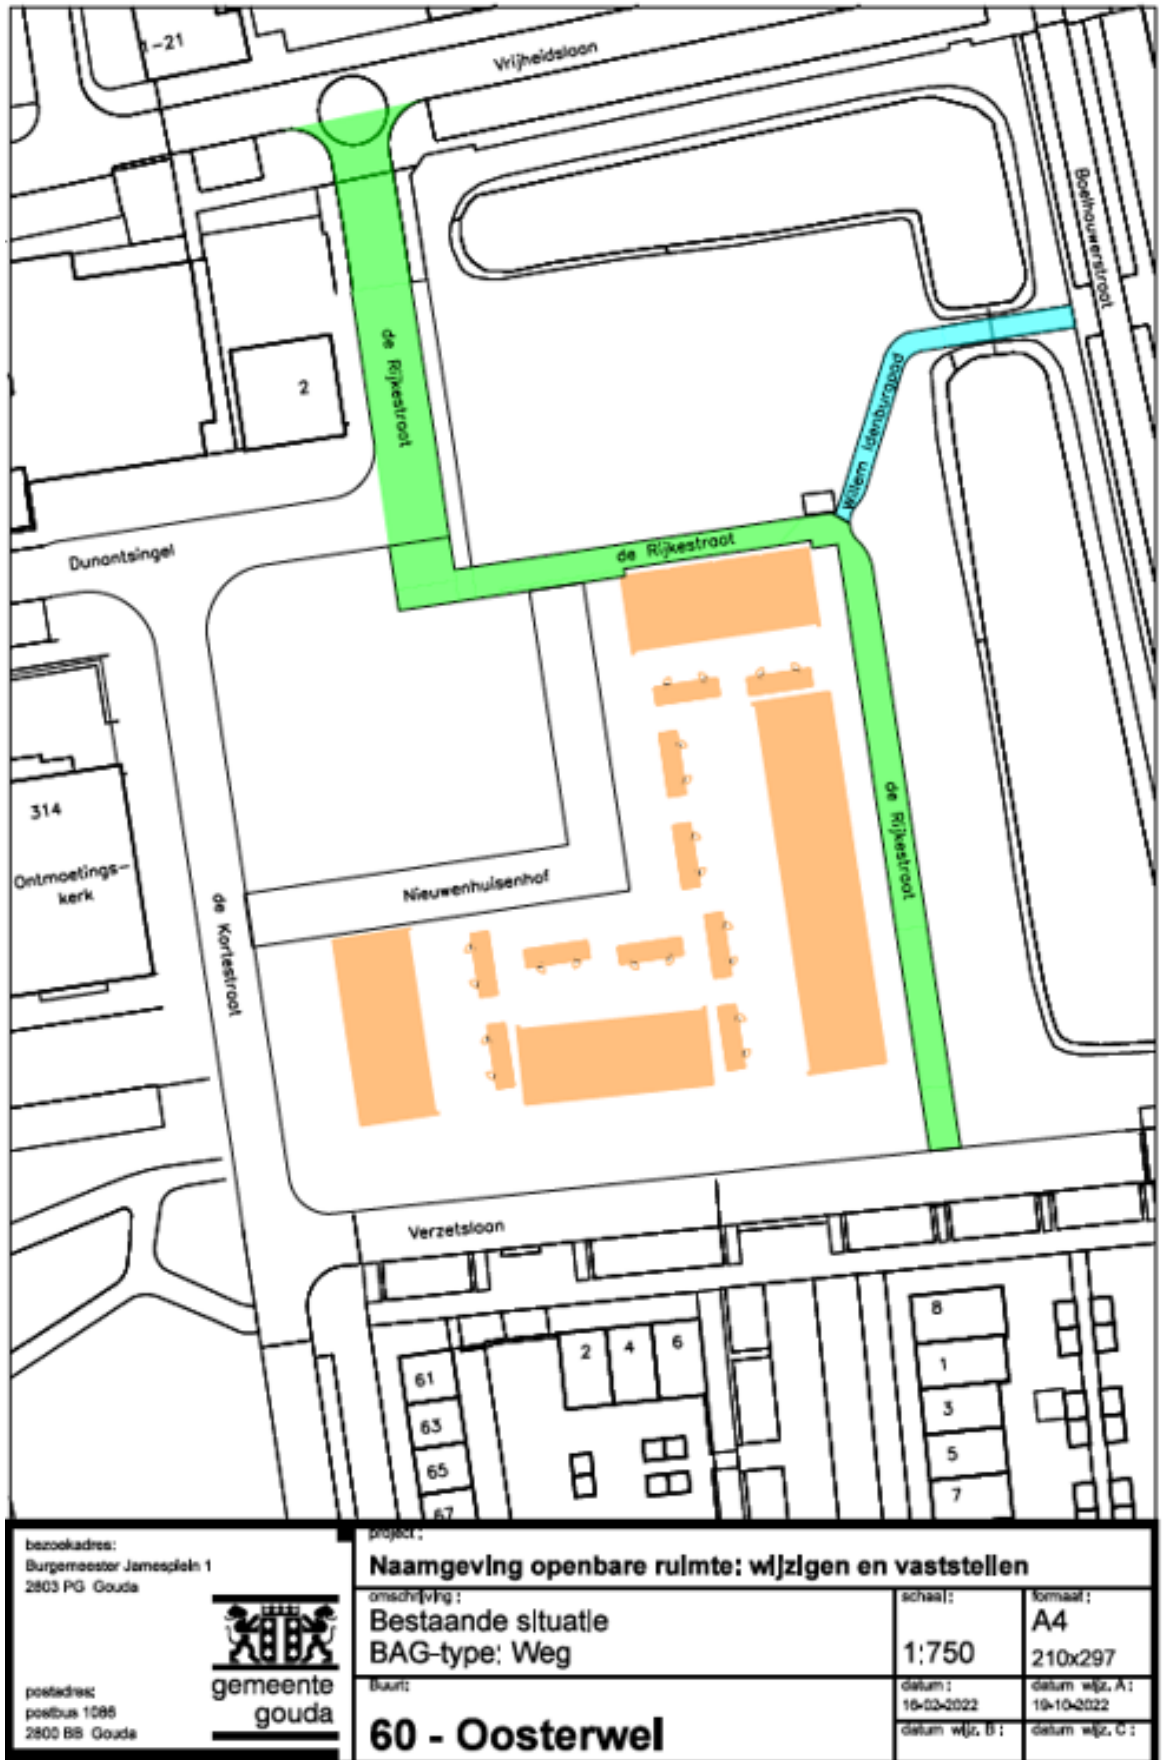 1-21
Vrijheidslaan
Boelhouwerstraat
de Rijkestraat
2
Willem Idenburgpad
Dunantsingel
de Rijkestraat
314
Ontmoetings-
kerk
de Rijkestraat
Nieuwenhuisenhof
de Kortestraat
Verzetslaan
61
63
65
67
2
4
6
8
1
3
5
7
bezoekadres:
Burgemeester Jamesplein 1
2803 PG Gouda
postadres:
postbus 1086
2800 BB Gouda
gemeente
gouda
project:
Naamgeving openbare ruimte: wijzigen en vaststellen
omschrijving:
Bestaande situatie
BAG-type: Weg
schaal:
1:750
formaat:
A4
210x297
Buurt:
60 - Oosterwei
datum:
16-02-2022
datum wijz. A:
19-10-2022
datum wijz. B:
datum wijz. C: